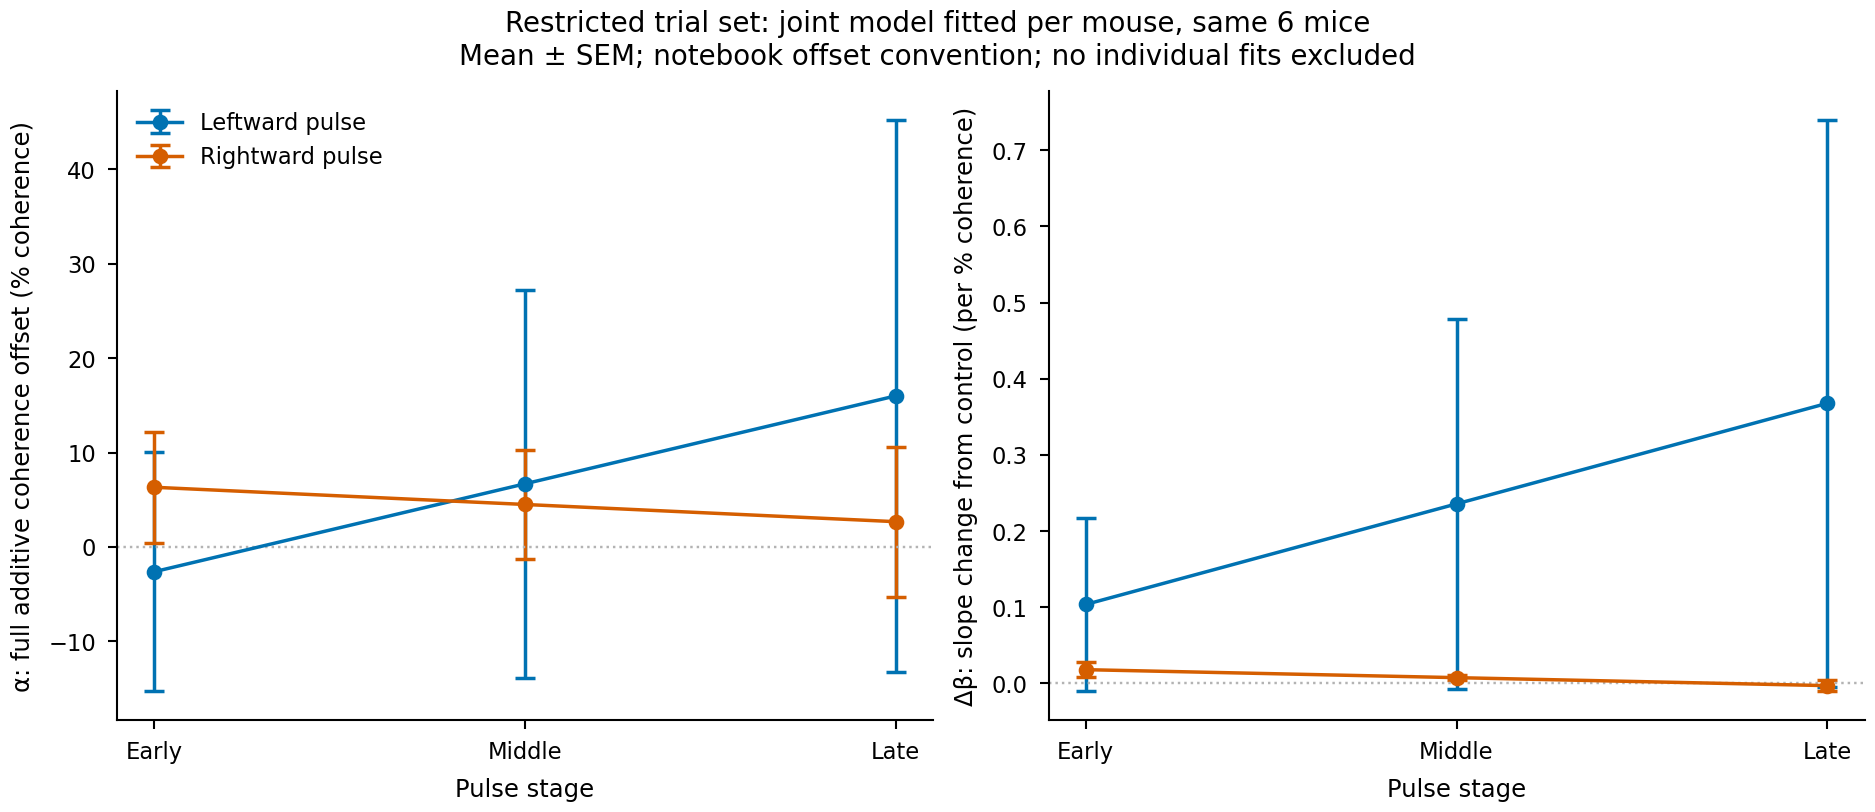 Restricted trial set: joint model fitted per mouse, same 6 mice
Mean ± SEM; notebook offset convention; no individual fits excluded
Leftward pulse
Rightward pulse
α: full additive coherence offset (% coherence)
40
30
20
10
0
−10
Early
Middle
Late
Pulse stage
Δβ: slope change from control (per % coherence)
0.7
0.6
0.5
0.4
0.3
0.2
0.1
0.0
Early
Middle
Late
Pulse stage